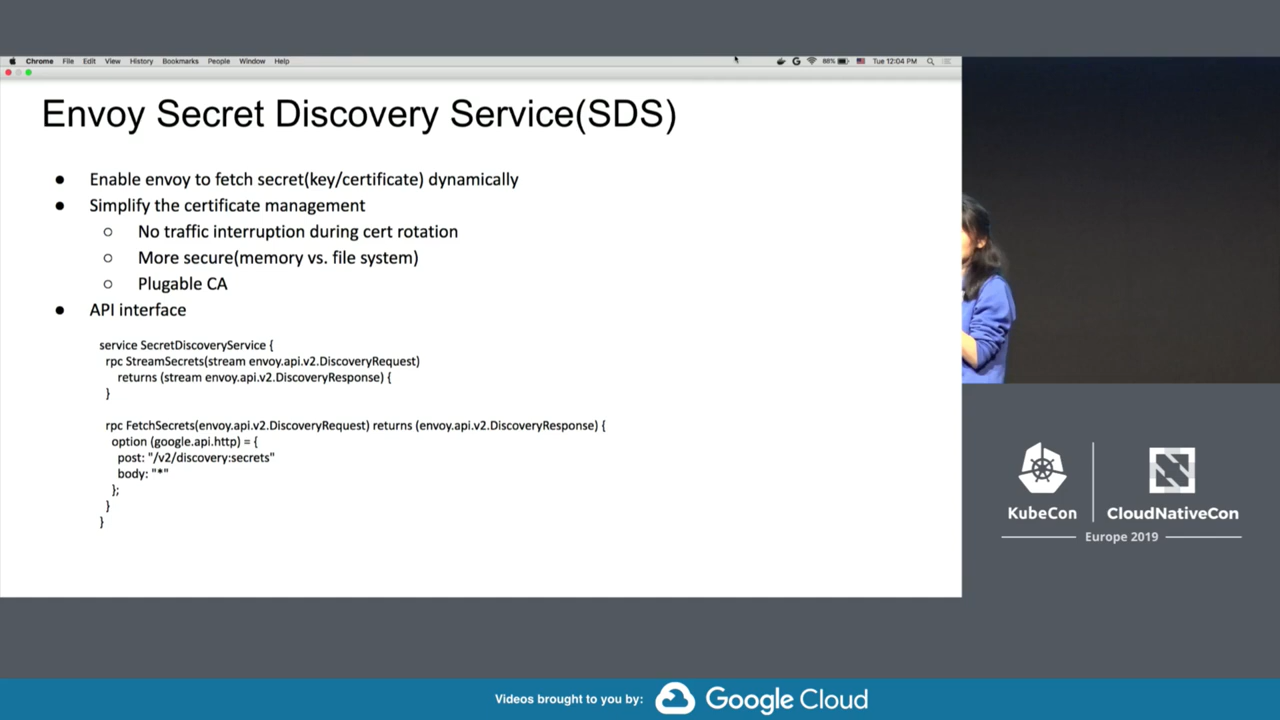 Chrome File Edit View History Bookmarks People Window Help
88% Tue 12:04 PM
Envoy Secret Discovery Service(SDS)
● Enable envoy to fetch secret(key/certificate) dynamically
● Simplify the certificate management
○ No traffic interruption during cert rotation
○ More secure(memory vs. file system)
○ Plugable CA
● API interface
service SecretDiscoveryService {
rpc StreamSecrets(stream envoy.api.v2.DiscoveryRequest)
returns (stream envoy.api.v2.DiscoveryResponse) {
}
rpc FetchSecrets(envoy.api.v2.DiscoveryRequest) returns (envoy.api.v2.DiscoveryResponse) {
option (google.api.http) = {
post: "/v2/discovery:secrets"
body: "*"
};
}
}
KubeCon
CloudNativeCon
Europe 2019
Videos brought to you by:
Google Cloud